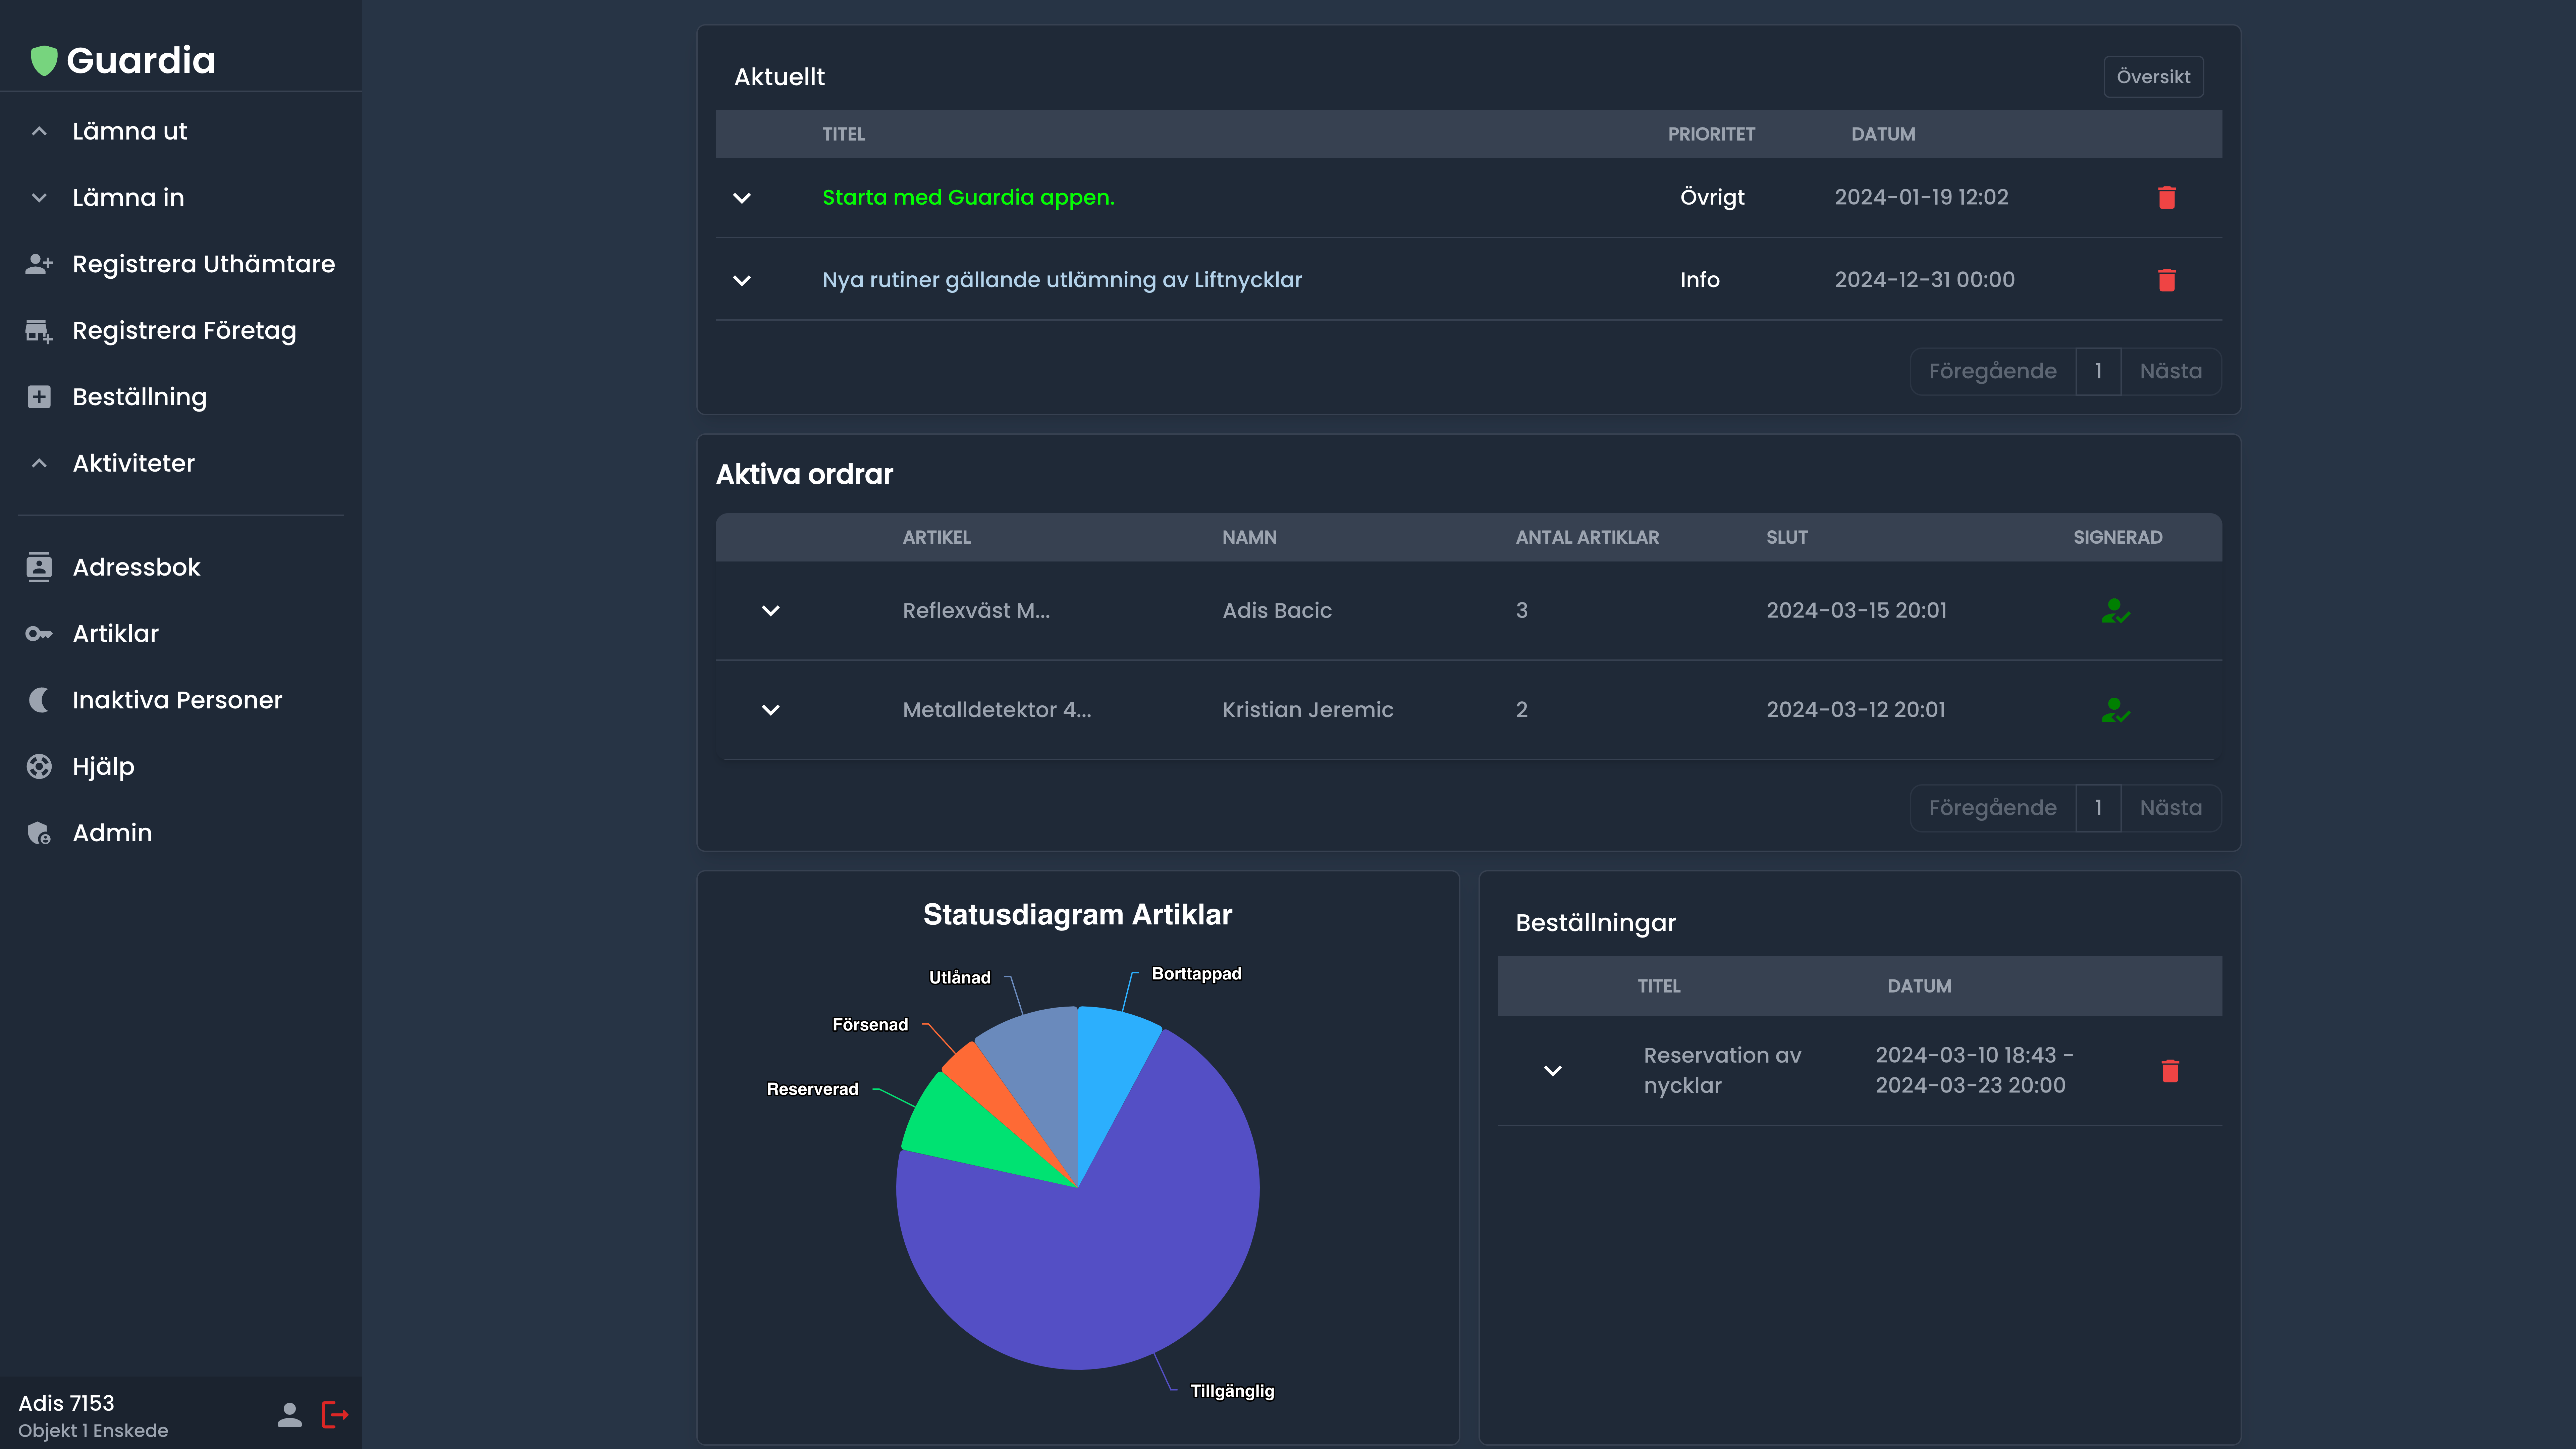 Guardia
Lämna ut
Lämna in
Registrera Uthämtare
Registrera Företag
Beställning
Aktiviteter
Adressbok
Artiklar
Inaktiva Personer
Hjälp
Admin
Adis 7153
Objekt 1 Enskede
Aktuellt
Översikt
TITEL PRIORITET DATUM
Starta med Guardia appen. Övrigt 2024-01-19 12:02
Nya rutiner gällande utlämning av Liftnycklar Info 2024-12-31 00:00
Föregående 1 Nästa
Aktiva ordrar
ARTIKEL NAMN ANTAL ARTIKLAR SLUT SIGNERAD
Reflexväst M... Adis Bacic 3 2024-03-15 20:01
Metalldetektor 4... Kristian Jeremic 2 2024-03-12 20:01
Föregående 1 Nästa
Statusdiagram Artiklar
Utlånad
Borttappad
Försenad
Reserverad
Tillgänglig
Beställningar
TITEL DATUM
Reservation av 2024-03-10 18:43 -
nycklar 2024-03-23 20:00